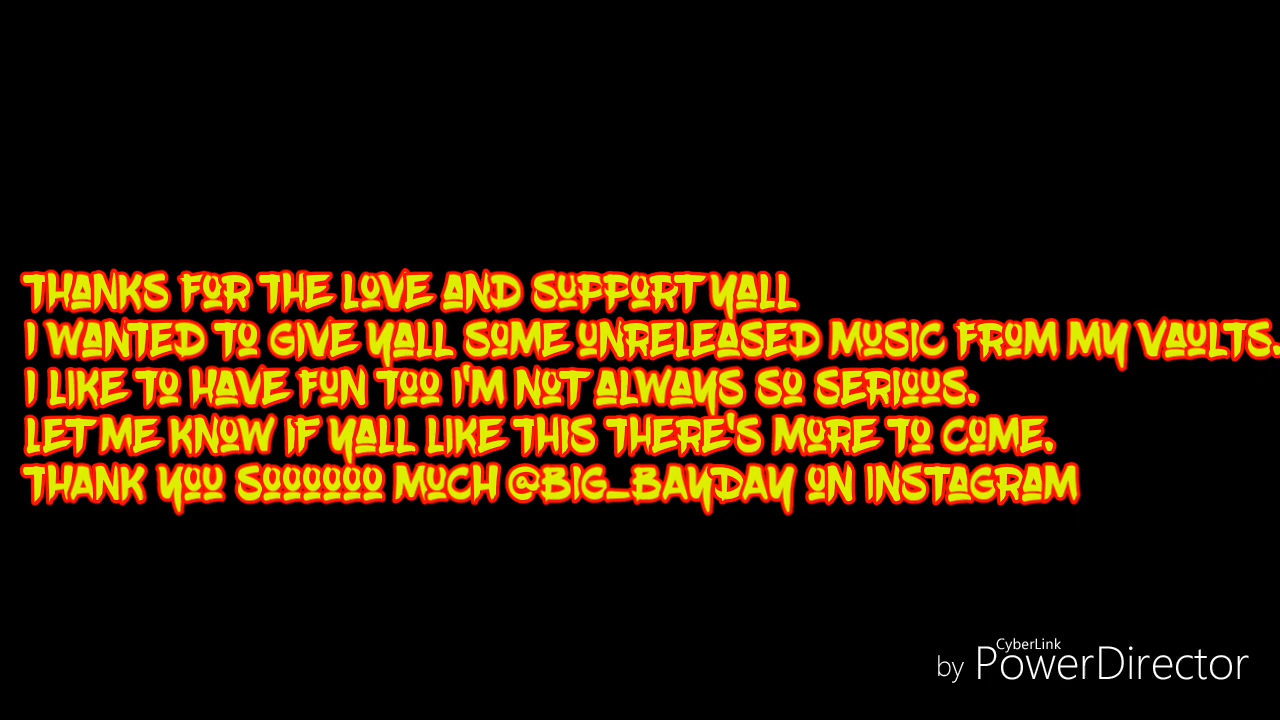 THANKS FOR THE LOVE AND SUPPORT YALL
I WANTED TO GIVE YALL SOME UNRELEASED MUSIC FROM MY VAULTS.
I LIKE TO HAVE FUN TOO I'M NOT ALWAYS SO SERIOUS.
LET ME KNOW IF YALL LIKE THIS THERE'S MORE TO COME.
THANK YOU SOOOOOO MUCH @BIG_BAYDAY ON INSTAGRAM
CyberLink
by PowerDirector